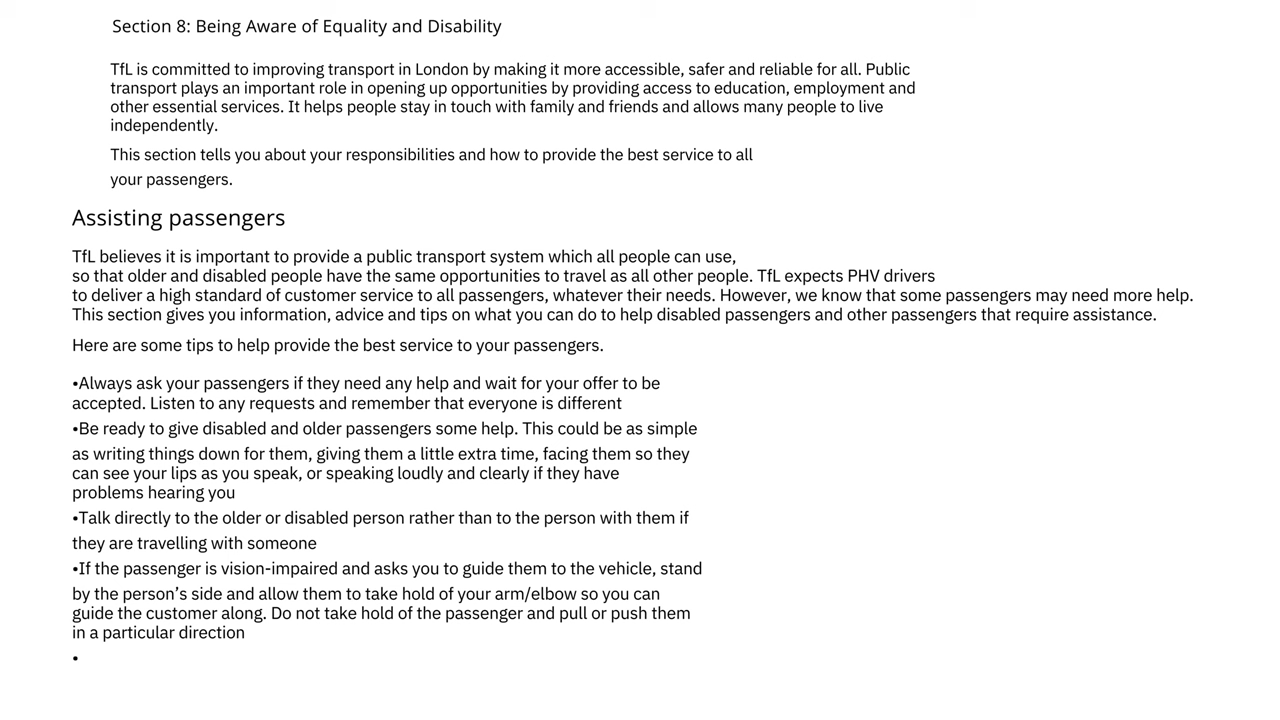 Section 8: Being Aware of Equality and Disability
TfL is committed to improving transport in London by making it more accessible, safer and reliable for all. Public
transport plays an important role in opening up opportunities by providing access to education, employment and
other essential services. It helps people stay in touch with family and friends and allows many people to live
independently.
This section tells you about your responsibilities and how to provide the best service to all
your passengers.
Assisting passengers
TfL believes it is important to provide a public transport system which all people can use,
so that older and disabled people have the same opportunities to travel as all other people. TfL expects PHV drivers
to deliver a high standard of customer service to all passengers, whatever their needs. However, we know that some passengers may need more help.
This section gives you information, advice and tips on what you can do to help disabled passengers and other passengers that require assistance.
Here are some tips to help provide the best service to your passengers.
•Always ask your passengers if they need any help and wait for your offer to be
accepted. Listen to any requests and remember that everyone is different
•Be ready to give disabled and older passengers some help. This could be as simple
as writing things down for them, giving them a little extra time, facing them so they
can see your lips as you speak, or speaking loudly and clearly if they have
problems hearing you
•Talk directly to the older or disabled person rather than to the person with them if
they are travelling with someone
•If the passenger is vision-impaired and asks you to guide them to the vehicle, stand
by the person’s side and allow them to take hold of your arm/elbow so you can
guide the customer along. Do not take hold of the passenger and pull or push them
in a particular direction
•